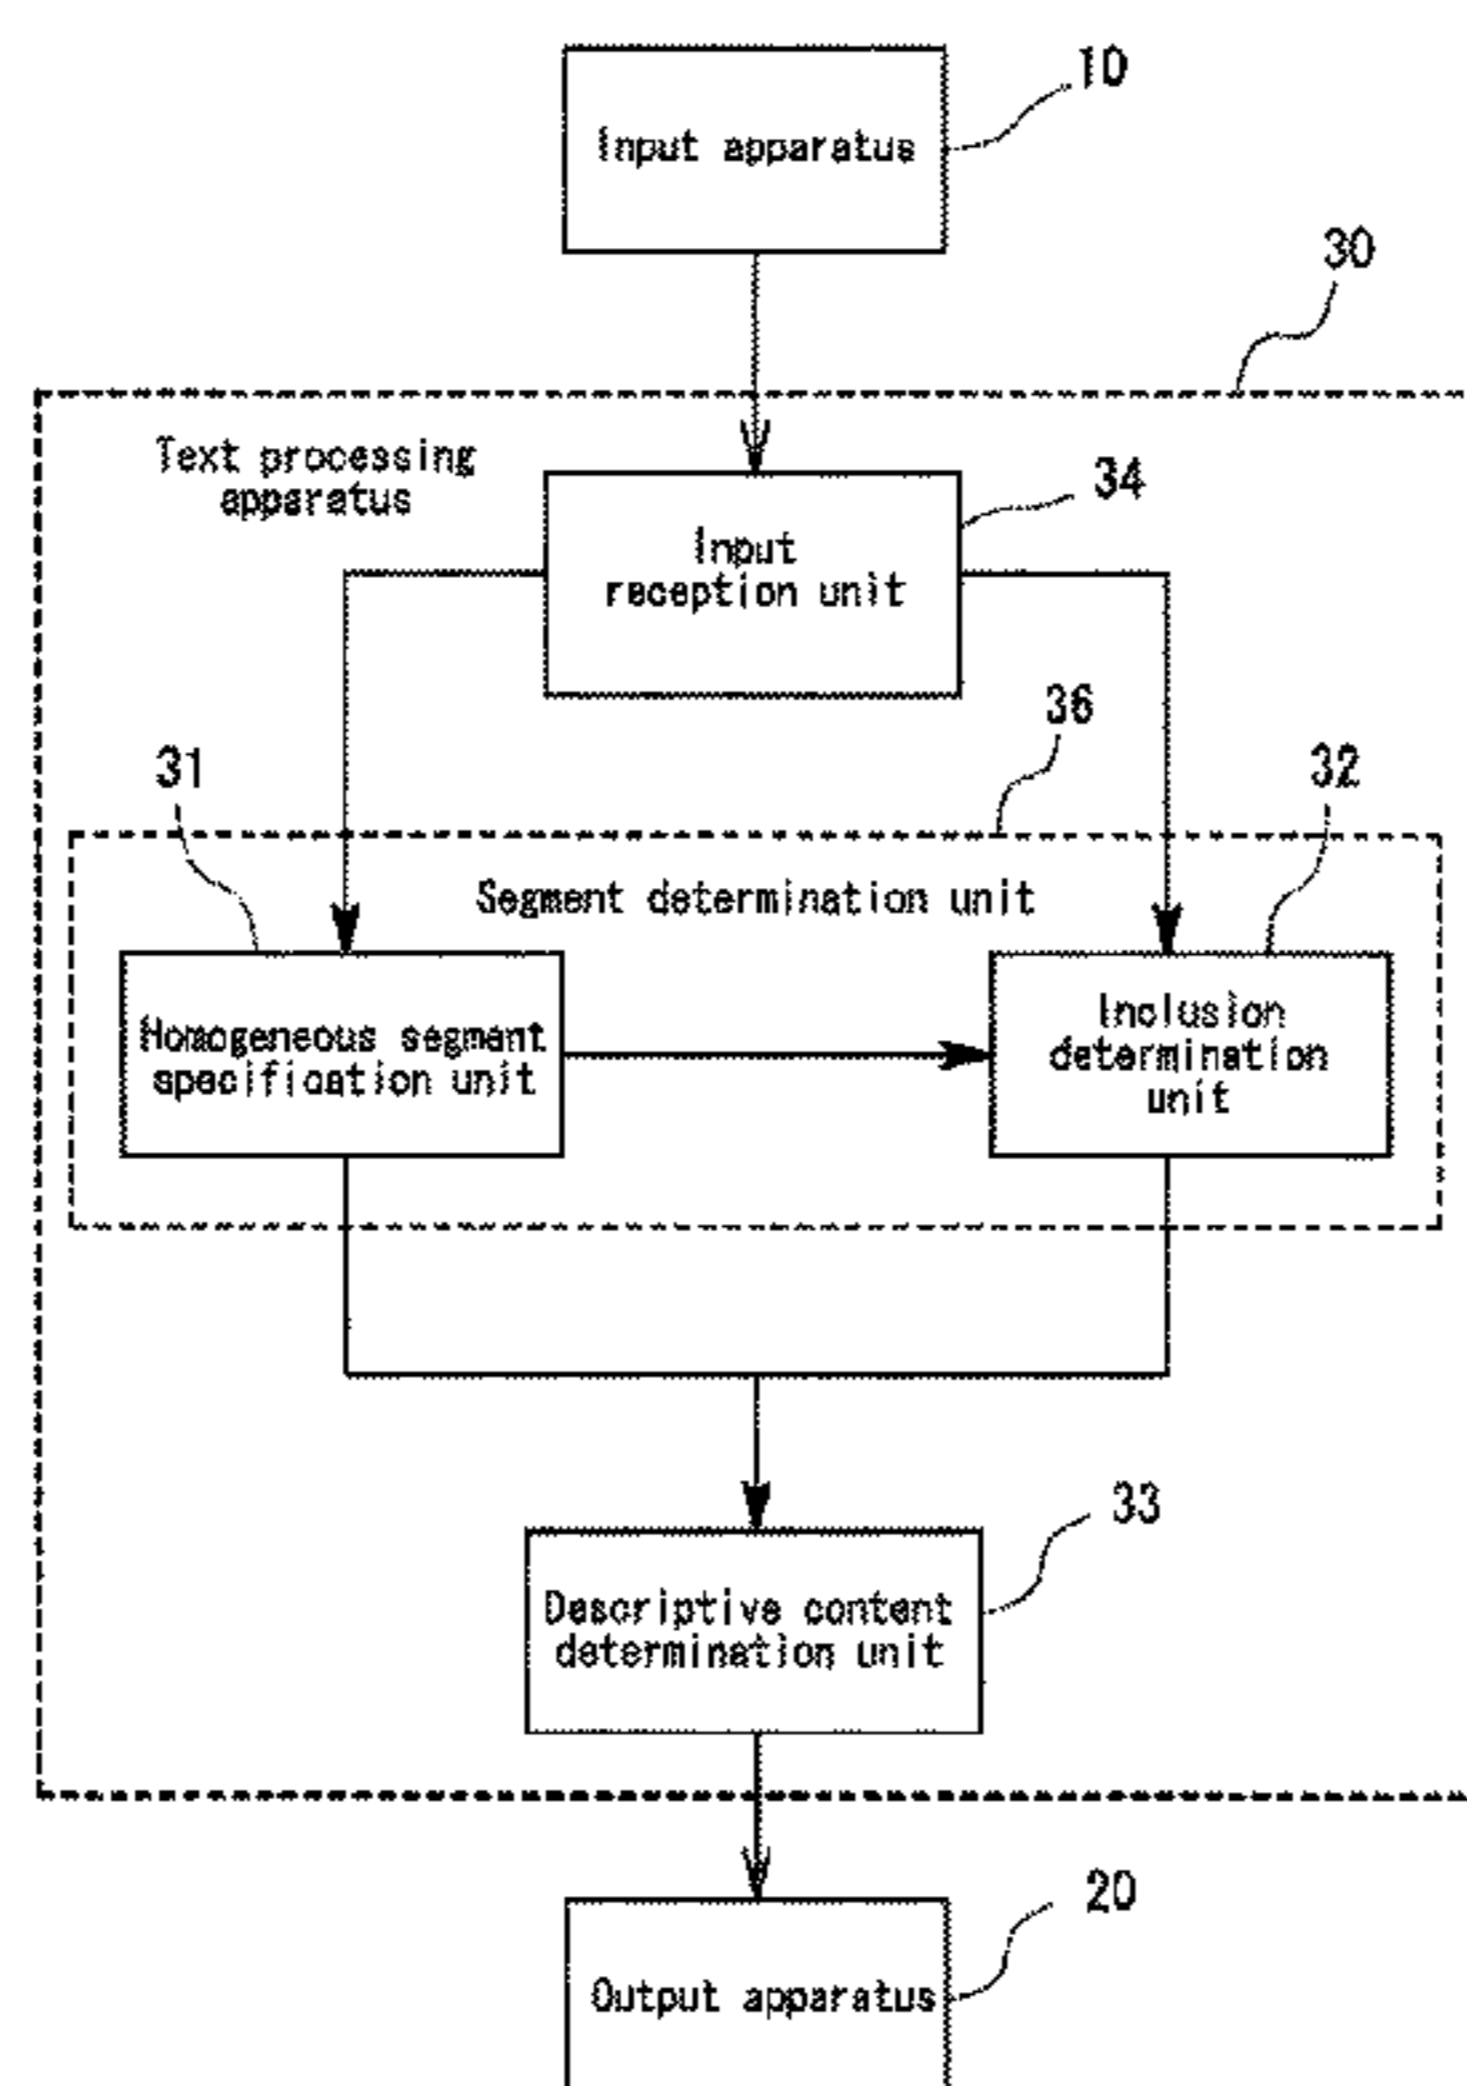 10
Input apparatus
30
Text processing
apparatus
34
Input
reception unit
36
31
32
Segment determination unit
Homogeneous segment
specification unit
Inclusion
determination
unit
33
Descriptive content
determination unit
20
Output apparatus